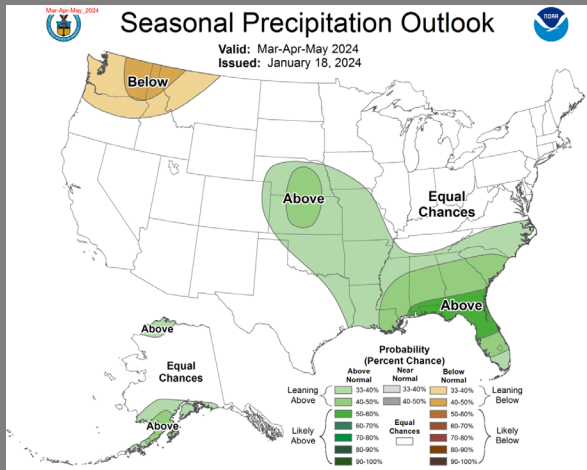 Mar-Apr-May_2024
Seasonal Precipitation Outlook
NOAA
Valid: Mar-Apr-May 2024
Issued: January 18, 2024
Below
Above
Equal
Chances
Above
Above
Equal
Chances
Above
Probability
(Percent Chance)
Above Normal
Near Normal
Below Normal
Leaning Above
33-40%
33-40%
33-40%
Leaning Below
40-50%
40-50%
40-50%
Likely Above
50-60%
Equal Chances
50-60%
Likely Below
60-70%
60-70%
70-80%
70-80%
80-90%
80-90%
90-100%
90-100%